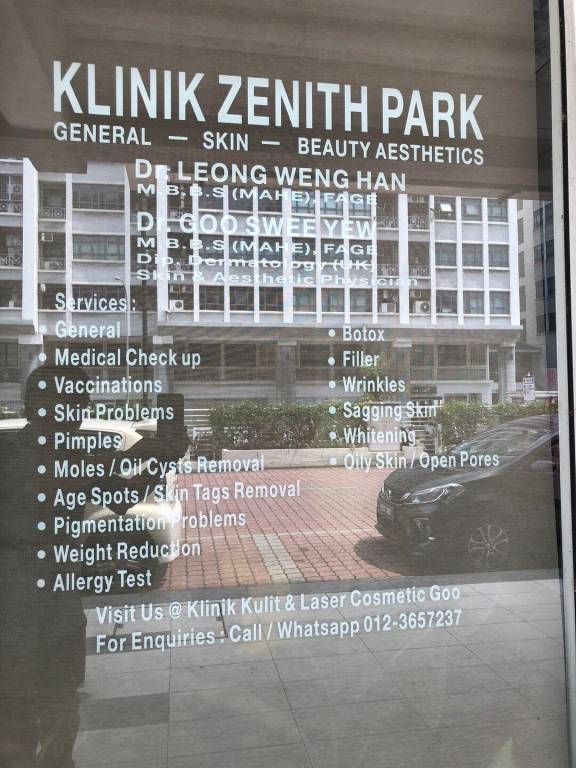 KLINIK ZENITH PARK
GENERAL — SKIN — BEAUTY AESTHETICS
Dr. LEONG WENG HAN
M.B.B.S (MAHE), FAGE
Dr. GOO SWEE YEW
M.B.B.S (MAHE), FAGE
Dip. Dermatology (UK)
Skin & Aesthetic Physician
Services :
• General
• Medical Check up
• Vaccinations
• Skin Problems
• Pimples
• Moles / Oil Cysts Removal
• Age Spots / Skin Tags Removal
• Pigmentation Problems
• Weight Reduction
• Allergy Test
• Botox
• Filler
• Wrinkles
• Sagging Skin
• Whitening
• Oily Skin / Open Pores
Visit Us @ Klinik Kulit & Laser Cosmetic Goo
For Enquiries : Call / Whatsapp 012-3657237